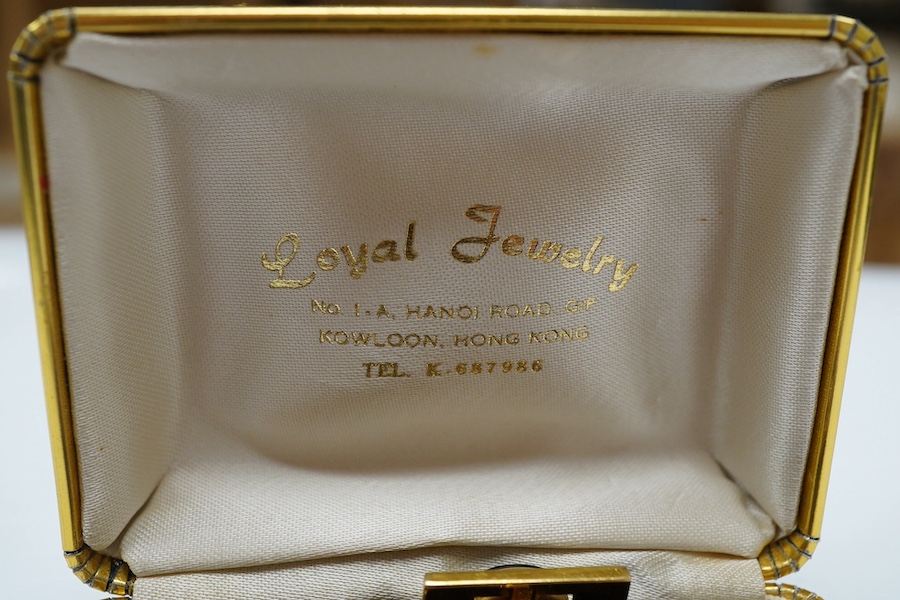 Loyal Jewelry
No. 1-A, HANOI ROAD G/F
KOWLOON, HONG KONG
TEL. K-687986